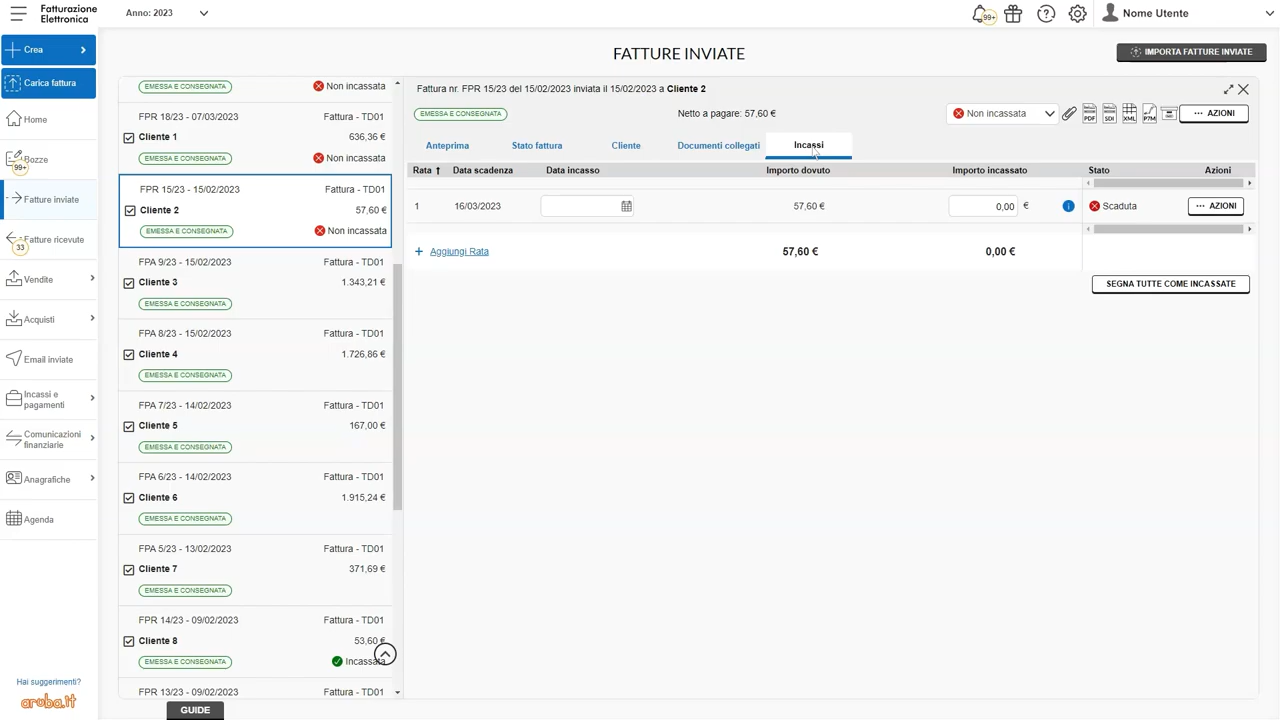 Fatturazione
Elettronica
Anno: 2023
99+
Nome Utente
Crea
Carica fattura
Home
Bozze
99+
Fatture inviate
Fatture ricevute
33
Vendite
Acquisti
Email inviate
Incassi e
pagamenti
Comunicazioni
finanziarie
Anagrafiche
Agenda
Hai suggerimenti?
aruba.it
FATTURE INVIATE
IMPORTA FATTURE INVIATE
EMESSA E CONSEGNATA
Non incassata
FPR 18/23 - 07/03/2023 Fattura - TD01
Cliente 1 636,36 €
EMESSA E CONSEGNATA Non incassata
FPR 15/23 - 15/02/2023 Fattura - TD01
Cliente 2 57,60 €
EMESSA E CONSEGNATA Non incassata
FPA 9/23 - 15/02/2023 Fattura - TD01
Cliente 3 1.343,21 €
EMESSA E CONSEGNATA
FPA 8/23 - 15/02/2023 Fattura - TD01
Cliente 4 1.726,86 €
EMESSA E CONSEGNATA
FPA 7/23 - 14/02/2023 Fattura - TD01
Cliente 5 167,00 €
EMESSA E CONSEGNATA
FPA 6/23 - 14/02/2023 Fattura - TD01
Cliente 6 1.915,24 €
EMESSA E CONSEGNATA
FPA 5/23 - 13/02/2023 Fattura - TD01
Cliente 7 371,69 €
EMESSA E CONSEGNATA
FPR 14/23 - 09/02/2023 Fattura - TD01
Cliente 8 53,60 €
EMESSA E CONSEGNATA Incassata
FPR 13/23 - 09/02/2023 Fattura - TD01
GUIDE
Fattura nr. FPR 15/23 del 15/02/2023 inviata il 15/02/2023 a Cliente 2
EMESSA E CONSEGNATA Netto a pagare: 57,60 € Non incassata PDF SDI XML P7M ··· AZIONI
Anteprima Stato fattura Cliente Documenti collegati Incassi
Rata Data scadenza Data incasso Importo dovuto Importo incassato Stato Azioni
1 16/03/2023 57,60 € 0,00 € Scaduta ··· AZIONI
+ Aggiungi Rata 57,60 € 0,00 €
SEGNA TUTTE COME INCASSATE